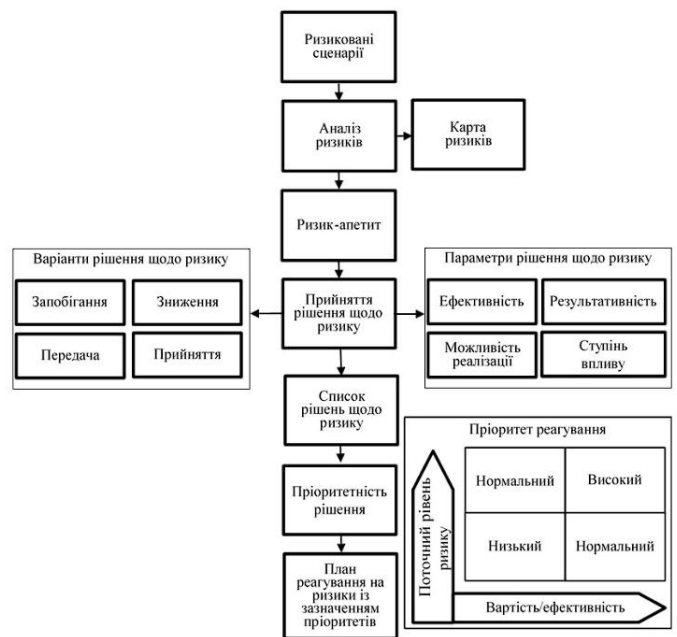 Ризиковані
сценарії
Аналіз
ризиків
Карта
ризиків
Ризик-апетит
Варіанти рішення щодо ризику
Запобігання
Зниження
Передача
Прийняття
Прийняття
рішення щодо
ризику
Параметри рішення щодо ризику
Ефективність
Результативність
Можливість
реалізації
Ступінь
впливу
Список
рішень щодо
ризику
Пріоритетність
рішення
План
реагування на
ризики із
зазначенням
пріоритетів
Пріоритет реагування
Поточний рівень
ризику
Нормальний
Високий
Низький
Нормальний
Вартість/ефективність